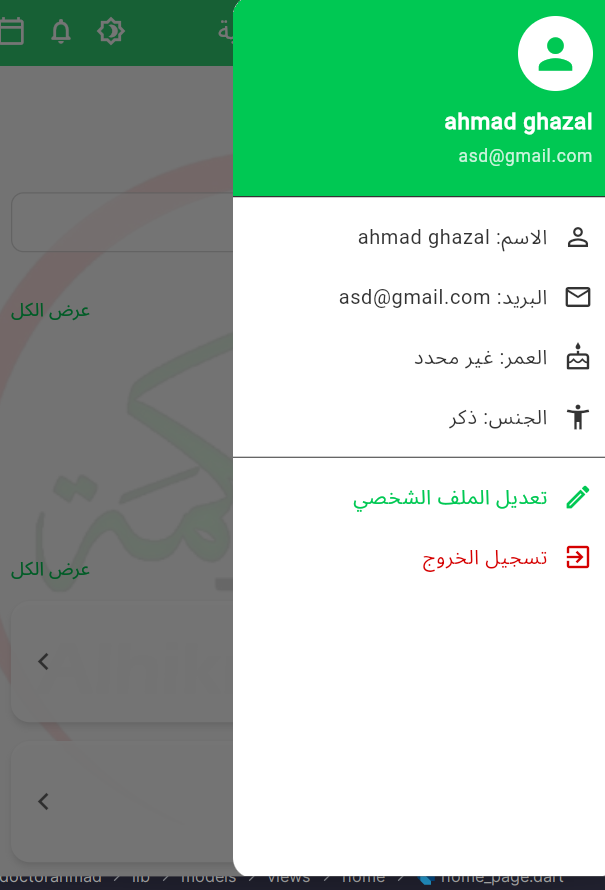 ahmad ghazal
asd@gmail.com
الاسم: ahmad ghazal
البريد: asd@gmail.com
العمر: غير محدد
الجنس: ذكر
تعديل الملف الشخصي
تسجيل الخروج
عرض الكل
عرض الكل
doctorahmad > lib > models > views > home > home_page.dart